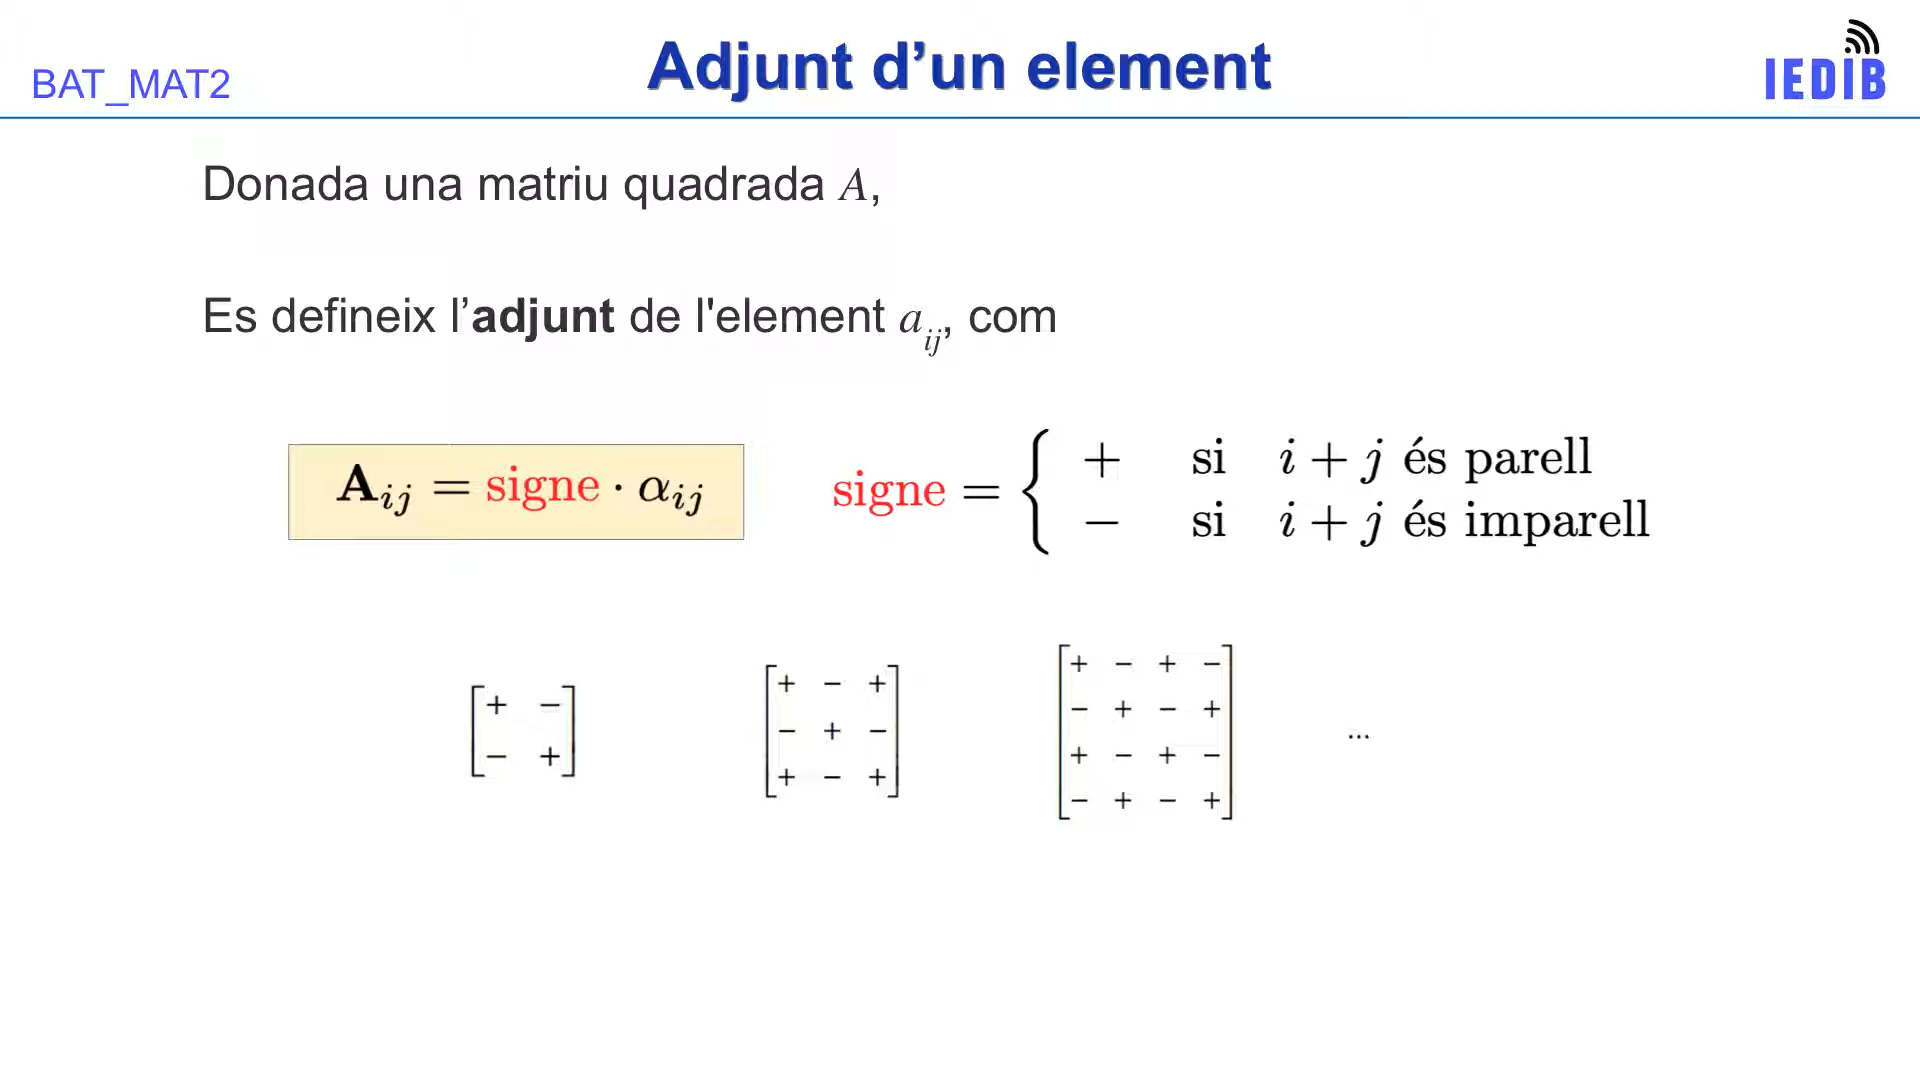 BAT_MAT2
Adjunt d’un element
IEDIB
Donada una matriu quadrada A,
Es defineix l’adjunt de l'element a_ij, com
A_ij = signe · α_ij
signe = { + si i + j és parell
− si i + j és imparell
[ + −
− + ]
[ + − +
− + −
+ − + ]
[ + − + −
− + − +
+ − + −
− + − + ]
...